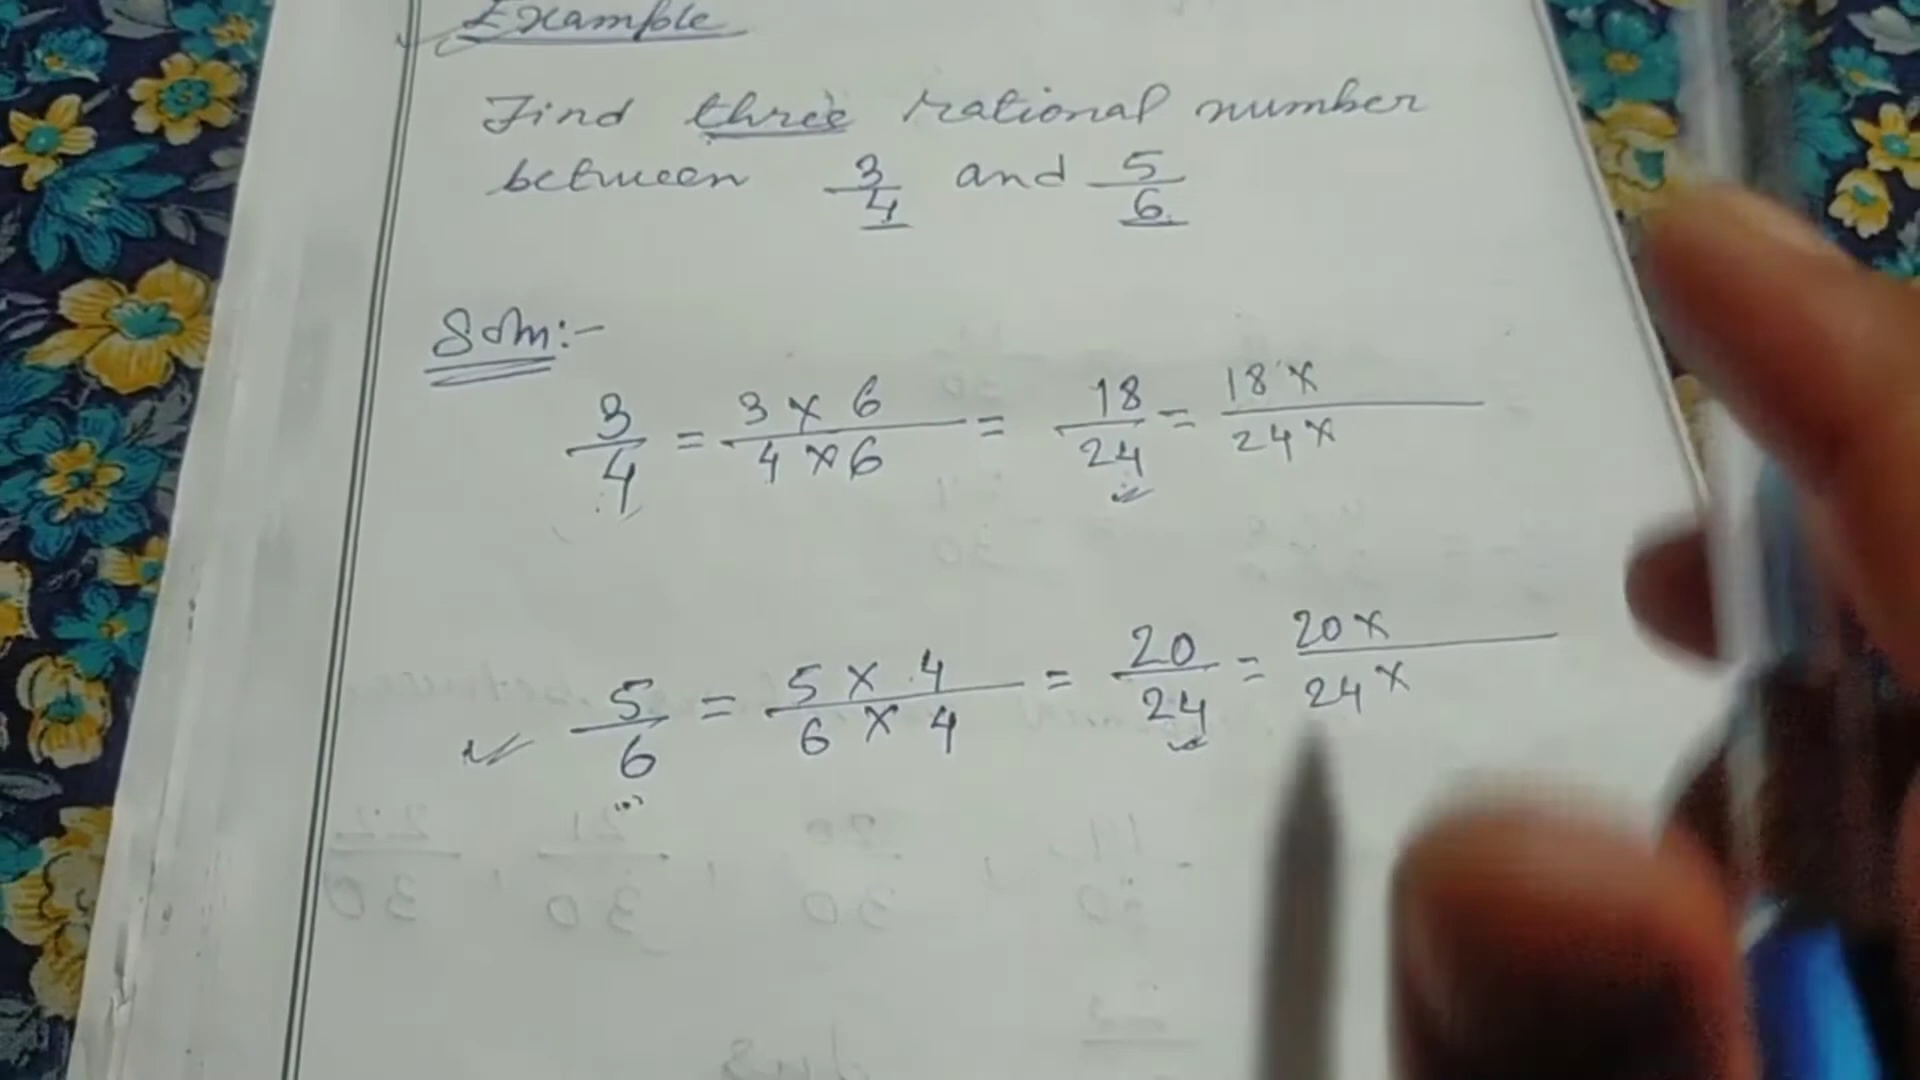 Example
Find three rational number
between 3/4 and 5/6
Soln:-
3/4 = 3 x 6 / 4 x 6 = 18/24 = 18 x / 24 x
5/6 = 5 x 4 / 6 x 4 = 20/24 = 20 x / 24 x